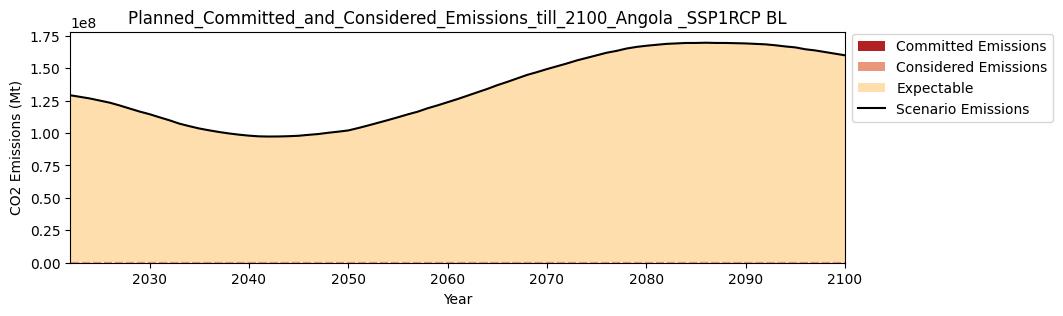 Planned_Committed_and_Considered_Emissions_till_2100_Angola _SSP1RCP BL
1e8
1.75
1.50
1.25
1.00
0.75
0.50
0.25
0.00
CO2 Emissions (Mt)
2030 2040 2050 2060 2070 2080 2090 2100
Year
Committed Emissions
Considered Emissions
Expectable
Scenario Emissions